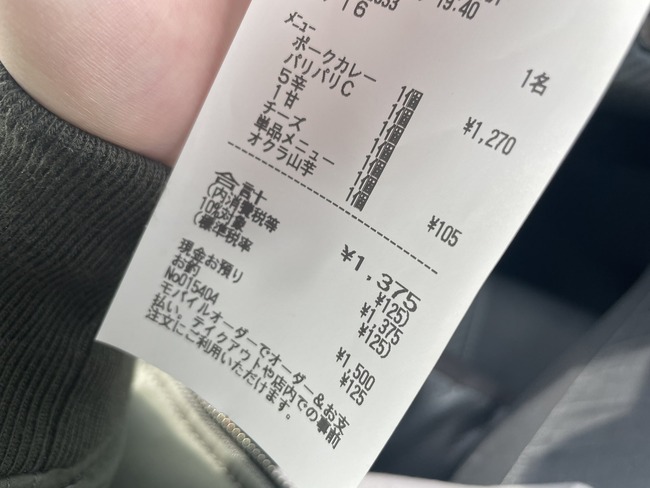 19:40
16
1名
メニュー
ポークカレー 1個
パリパリC 1個 ¥1,270
5辛 1個
1甘 1個
チーズ 1個
単品メニュー 1個
オクラ山芋 1個 ¥105
合計 ¥1,375
(内消費税等 ¥125)
10%対象 ¥1,375
(標準税率 ¥125)
現金お預り ¥1,500
お釣 ¥125
No015404
モバイルオーダーでオーダー&お支
払い。テイクアウトや店内での事前
注文にご利用いただけます。